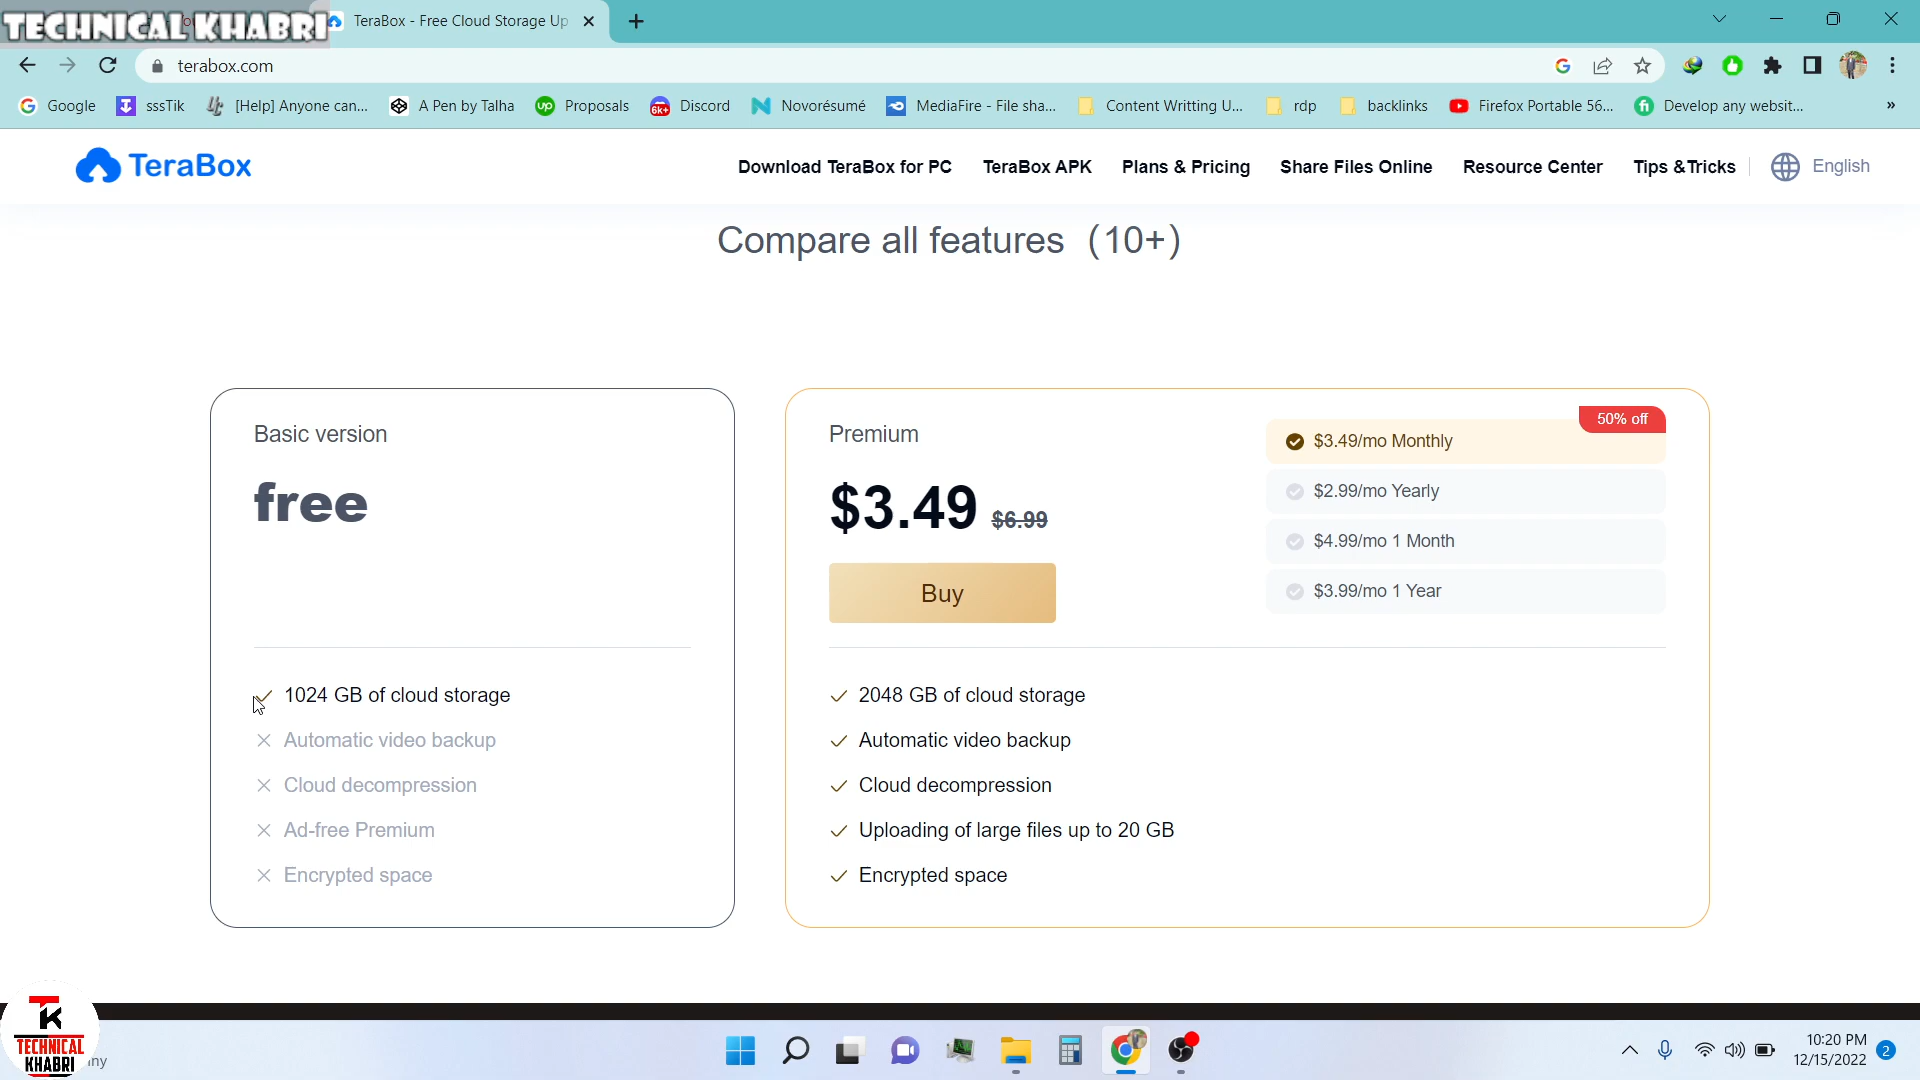 TECHNICAL KHABRI
TeraBox - Free Cloud Storage Up
terabox.com
Google
sssTik
[Help] Anyone can...
A Pen by Talha
up
Proposals
6k+
Discord
Novorésumé
MediaFire - File sha...
Content Writting U...
rdp
backlinks
Firefox Portable 56...
fi
Develop any websit...
»
TeraBox
Download TeraBox for PC
TeraBox APK
Plans & Pricing
Share Files Online
Resource Center
Tips &Tricks
English
Compare all features (10+)
Basic version
free
1024 GB of cloud storage
Automatic video backup
Cloud decompression
Ad-free Premium
Encrypted space
Premium
$3.49 $6.99
Buy
50% off
$3.49/mo Monthly
$2.99/mo Yearly
$4.99/mo 1 Month
$3.99/mo 1 Year
2048 GB of cloud storage
Automatic video backup
Cloud decompression
Uploading of large files up to 20 GB
Encrypted space
TK
TECHNICAL
KHABRI
ny
10:20 PM
12/15/2022
2